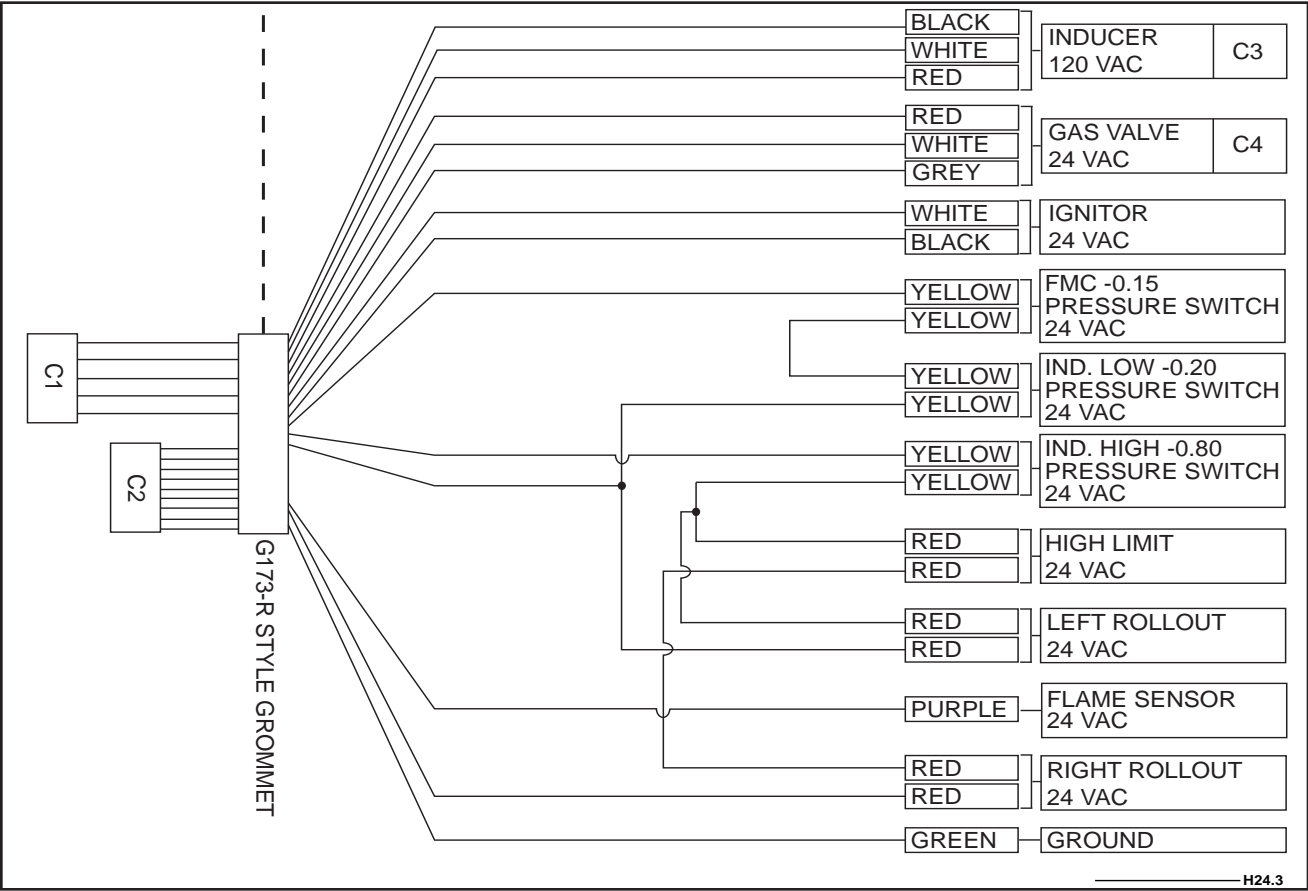 C1
C2
G173-R STYLE GROMMET
BLACK
WHITE
RED
INDUCER
120 VAC
C3
RED
WHITE
GREY
GAS VALVE
24 VAC
C4
WHITE
BLACK
IGNITOR
24 VAC
YELLOW
YELLOW
FMC -0.15
PRESSURE SWITCH
24 VAC
YELLOW
YELLOW
IND. LOW -0.20
PRESSURE SWITCH
24 VAC
YELLOW
YELLOW
IND. HIGH -0.80
PRESSURE SWITCH
24 VAC
RED
RED
HIGH LIMIT
24 VAC
RED
RED
LEFT ROLLOUT
24 VAC
PURPLE
FLAME SENSOR
24 VAC
RED
RED
RIGHT ROLLOUT
24 VAC
GREEN
GROUND
H24.3